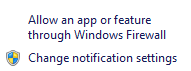 Allow an app or feature
through Windows Firewall
Change notification settings